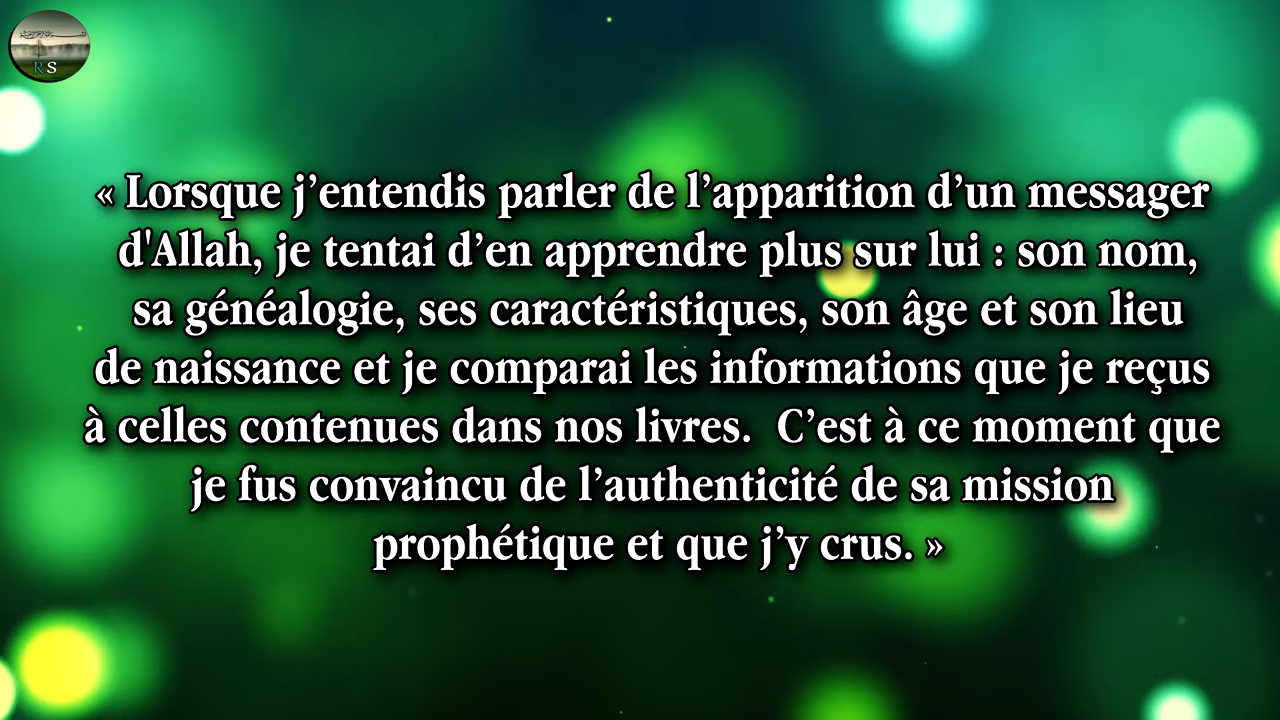 RS
« Lorsque j’entendis parler de l’apparition d’un messager
d'Allah, je tentai d’en apprendre plus sur lui : son nom,
sa généalogie, ses caractéristiques, son âge et son lieu
de naissance et je comparai les informations que je reçus
à celles contenues dans nos livres.  C’est à ce moment que
je fus convaincu de l’authenticité de sa mission
prophétique et que j’y crus. »